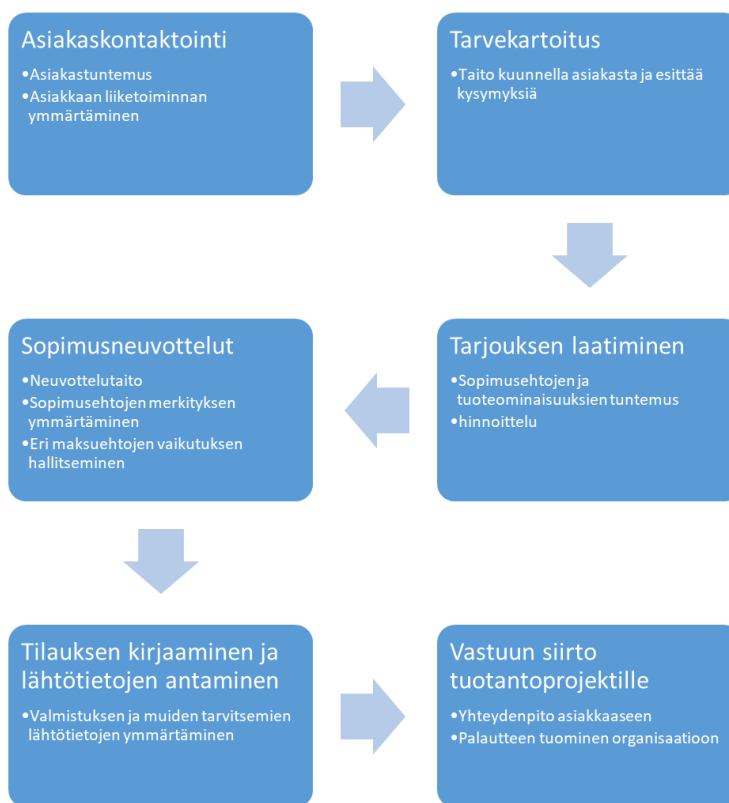 Asiakaskontaktointi
•Asiakastuntemus
•Asiakkaan liiketoiminnan
ymmärtäminen
Tarvekartoitus
•Taito kuunnella asiakasta ja esittää
kysymyksiä
Tarjouksen laatiminen
•Sopimusehtojen ja
tuoteominaisuuksien tuntemus
•hinnoittelu
Sopimusneuvottelut
•Neuvottelutaito
•Sopimusehtojen merkityksen
ymmärtäminen
•Eri maksuehtojen vaikutuksen
hallitseminen
Tilauksen kirjaaminen ja
lähtötietojen antaminen
•Valmistuksen ja muiden tarvitsemien
lähtötietojen ymmärtäminen
Vastuun siirto
tuotantoprojektille
•Yhteydenpito asiakkaaseen
•Palautteen tuominen organisaatioon